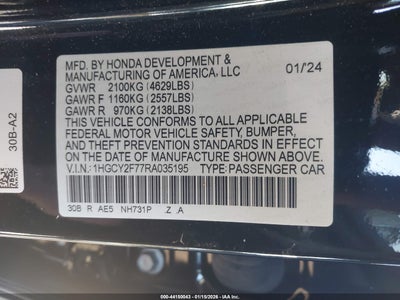 30B-A2
MFD. BY HONDA DEVELOPMENT &
MANUFACTURING OF AMERICA, LLC 01/24
GVWR 2100KG (4629LBS)
GAWR F 1160KG (2557LBS)
GAWR R 970KG (2138LBS)
THIS VEHICLE CONFORMS TO ALL APPLICABLE
FEDERAL MOTOR VEHICLE SAFETY, BUMPER,
AND THEFT PREVENTION STANDARDS IN EFFECT
ON THE DATE OF MANUFACTURE SHOWN ABOVE.
V.I.N.: 1HGCY2F77RA035195 TYPE: PASSENGER CAR
30B R AE5 NH731P .Z .A
000-44150043 - 01/15/2026 - IAAI.COM